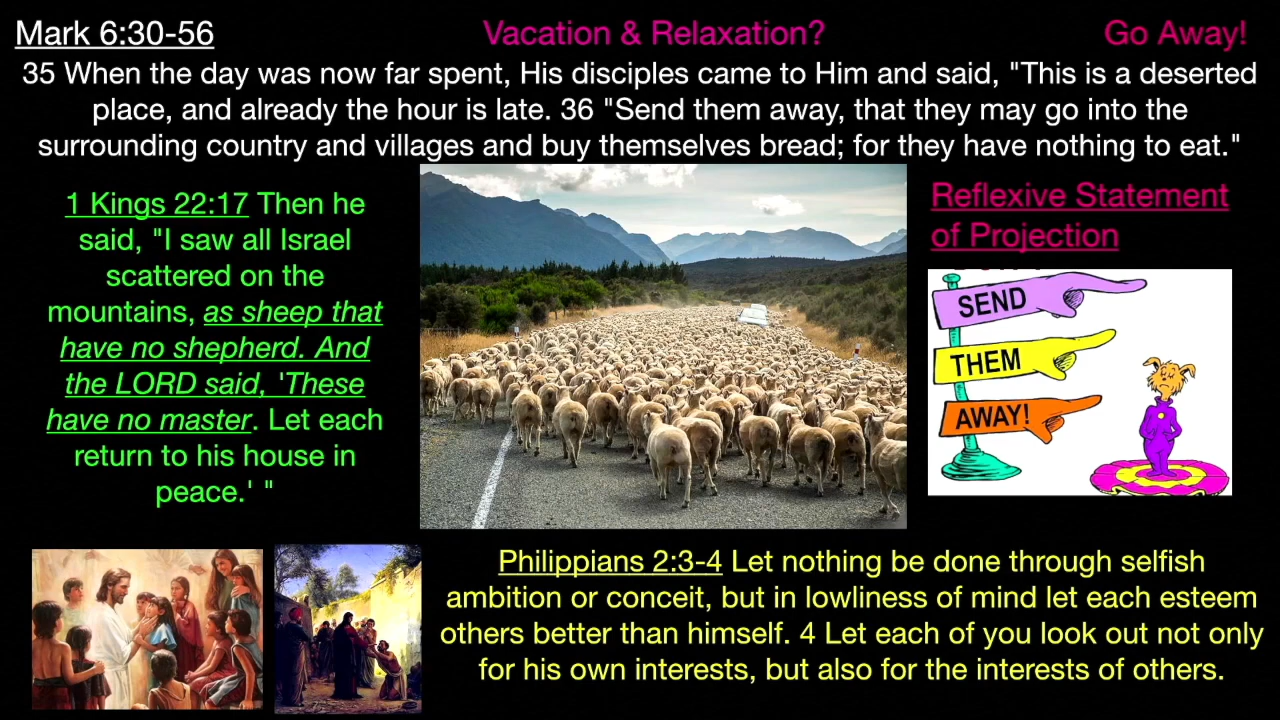 Mark 6:30-56
Vacation & Relaxation?
Go Away!
35 When the day was now far spent, His disciples came to Him and said, "This is a deserted
place, and already the hour is late. 36 "Send them away, that they may go into the
surrounding country and villages and buy themselves bread; for they have nothing to eat."
1 Kings 22:17 Then he
said, "I saw all Israel
scattered on the
mountains, as sheep that
have no shepherd. And
the LORD said, 'These
have no master. Let each
return to his house in
peace.' "
Reflexive Statement
of Projection
SEND
THEM
AWAY!
Philippians 2:3-4 Let nothing be done through selfish
ambition or conceit, but in lowliness of mind let each esteem
others better than himself. 4 Let each of you look out not only
for his own interests, but also for the interests of others.